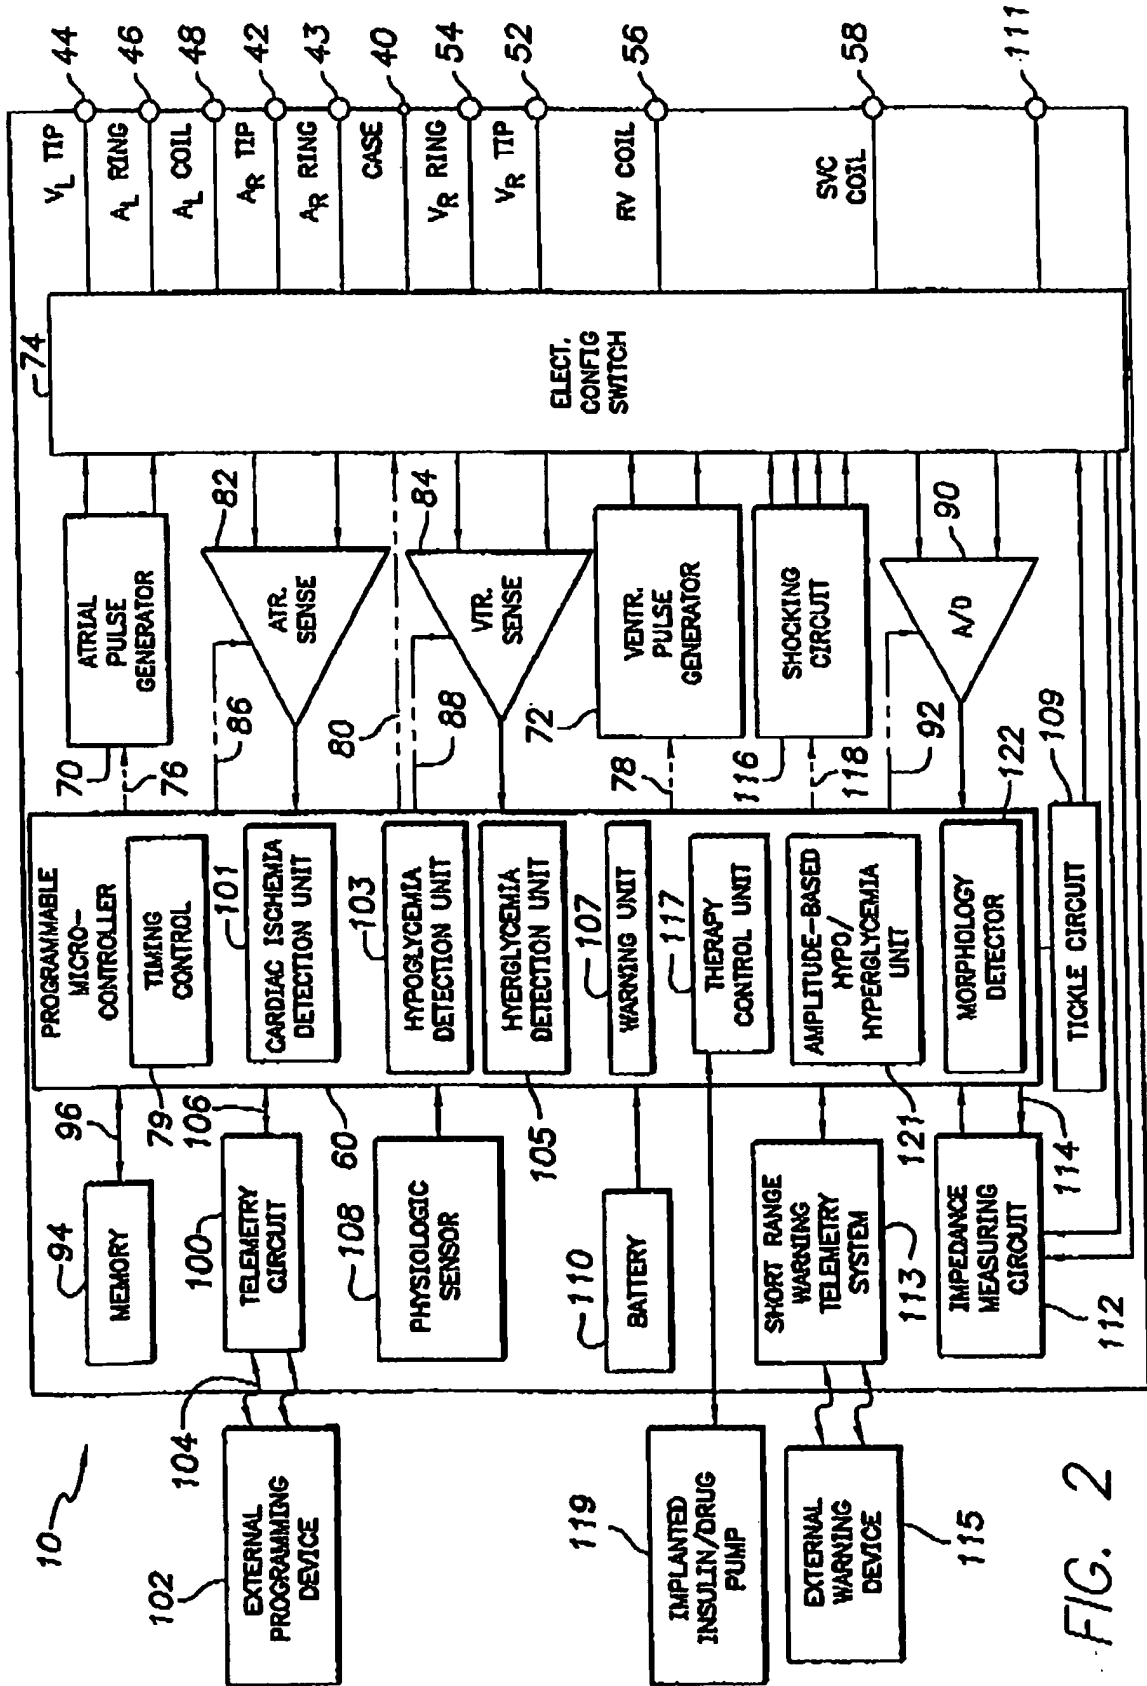 10
44
46
48
42
43
40
54
52
56
58
111
V_L TIP
A_L RING
A_L COIL
A_R TIP
A_R RING
CASE
V_R RING
V_R TIP
RV COIL
SVC
COIL
74
ELECT.
CONFIG
SWITCH
ATRIAL
PULSE
GENERATOR
70
76
82
ATR.
SENSE
86
80
84
VTR.
SENSE
88
VENTR.
PULSE
GENERATOR
72
78
SHOCKING
CIRCUIT
116
118
90
A/D
92
122
109
PROGRAMMABLE
MICRO-
CONTROLLER
TIMING
CONTROL
79
101
CARDIAC ISCHEMIA
DETECTION UNIT
103
HYPOGLYCEMIA
DETECTION UNIT
HYERGLYCEMIA
DETECTION UNIT
105
107
WARNING UNIT
117
THERAPY
CONTROL UNIT
AMPLITUDE-BASED
HYPO/
HYPERGLYCEMIA
UNIT
121
MORPHOLOGY
DETECTOR
TICKLE CIRCUIT
96
94
MEMORY
106
100
TELEMETRY
CIRCUIT
60
108
PHYSIOLOGIC
SENSOR
110
BATTERY
SHORT RANGE
WARNING
TELEMETRY
SYSTEM
113
114
IMPEDANCE
MEASURING
CIRCUIT
112
104
102
EXTERNAL
PROGRAMMING
DEVICE
119
IMPLANTED
INSULIN/DRUG
PUMP
EXTERNAL
WARNING
DEVICE
115
FIG. 2